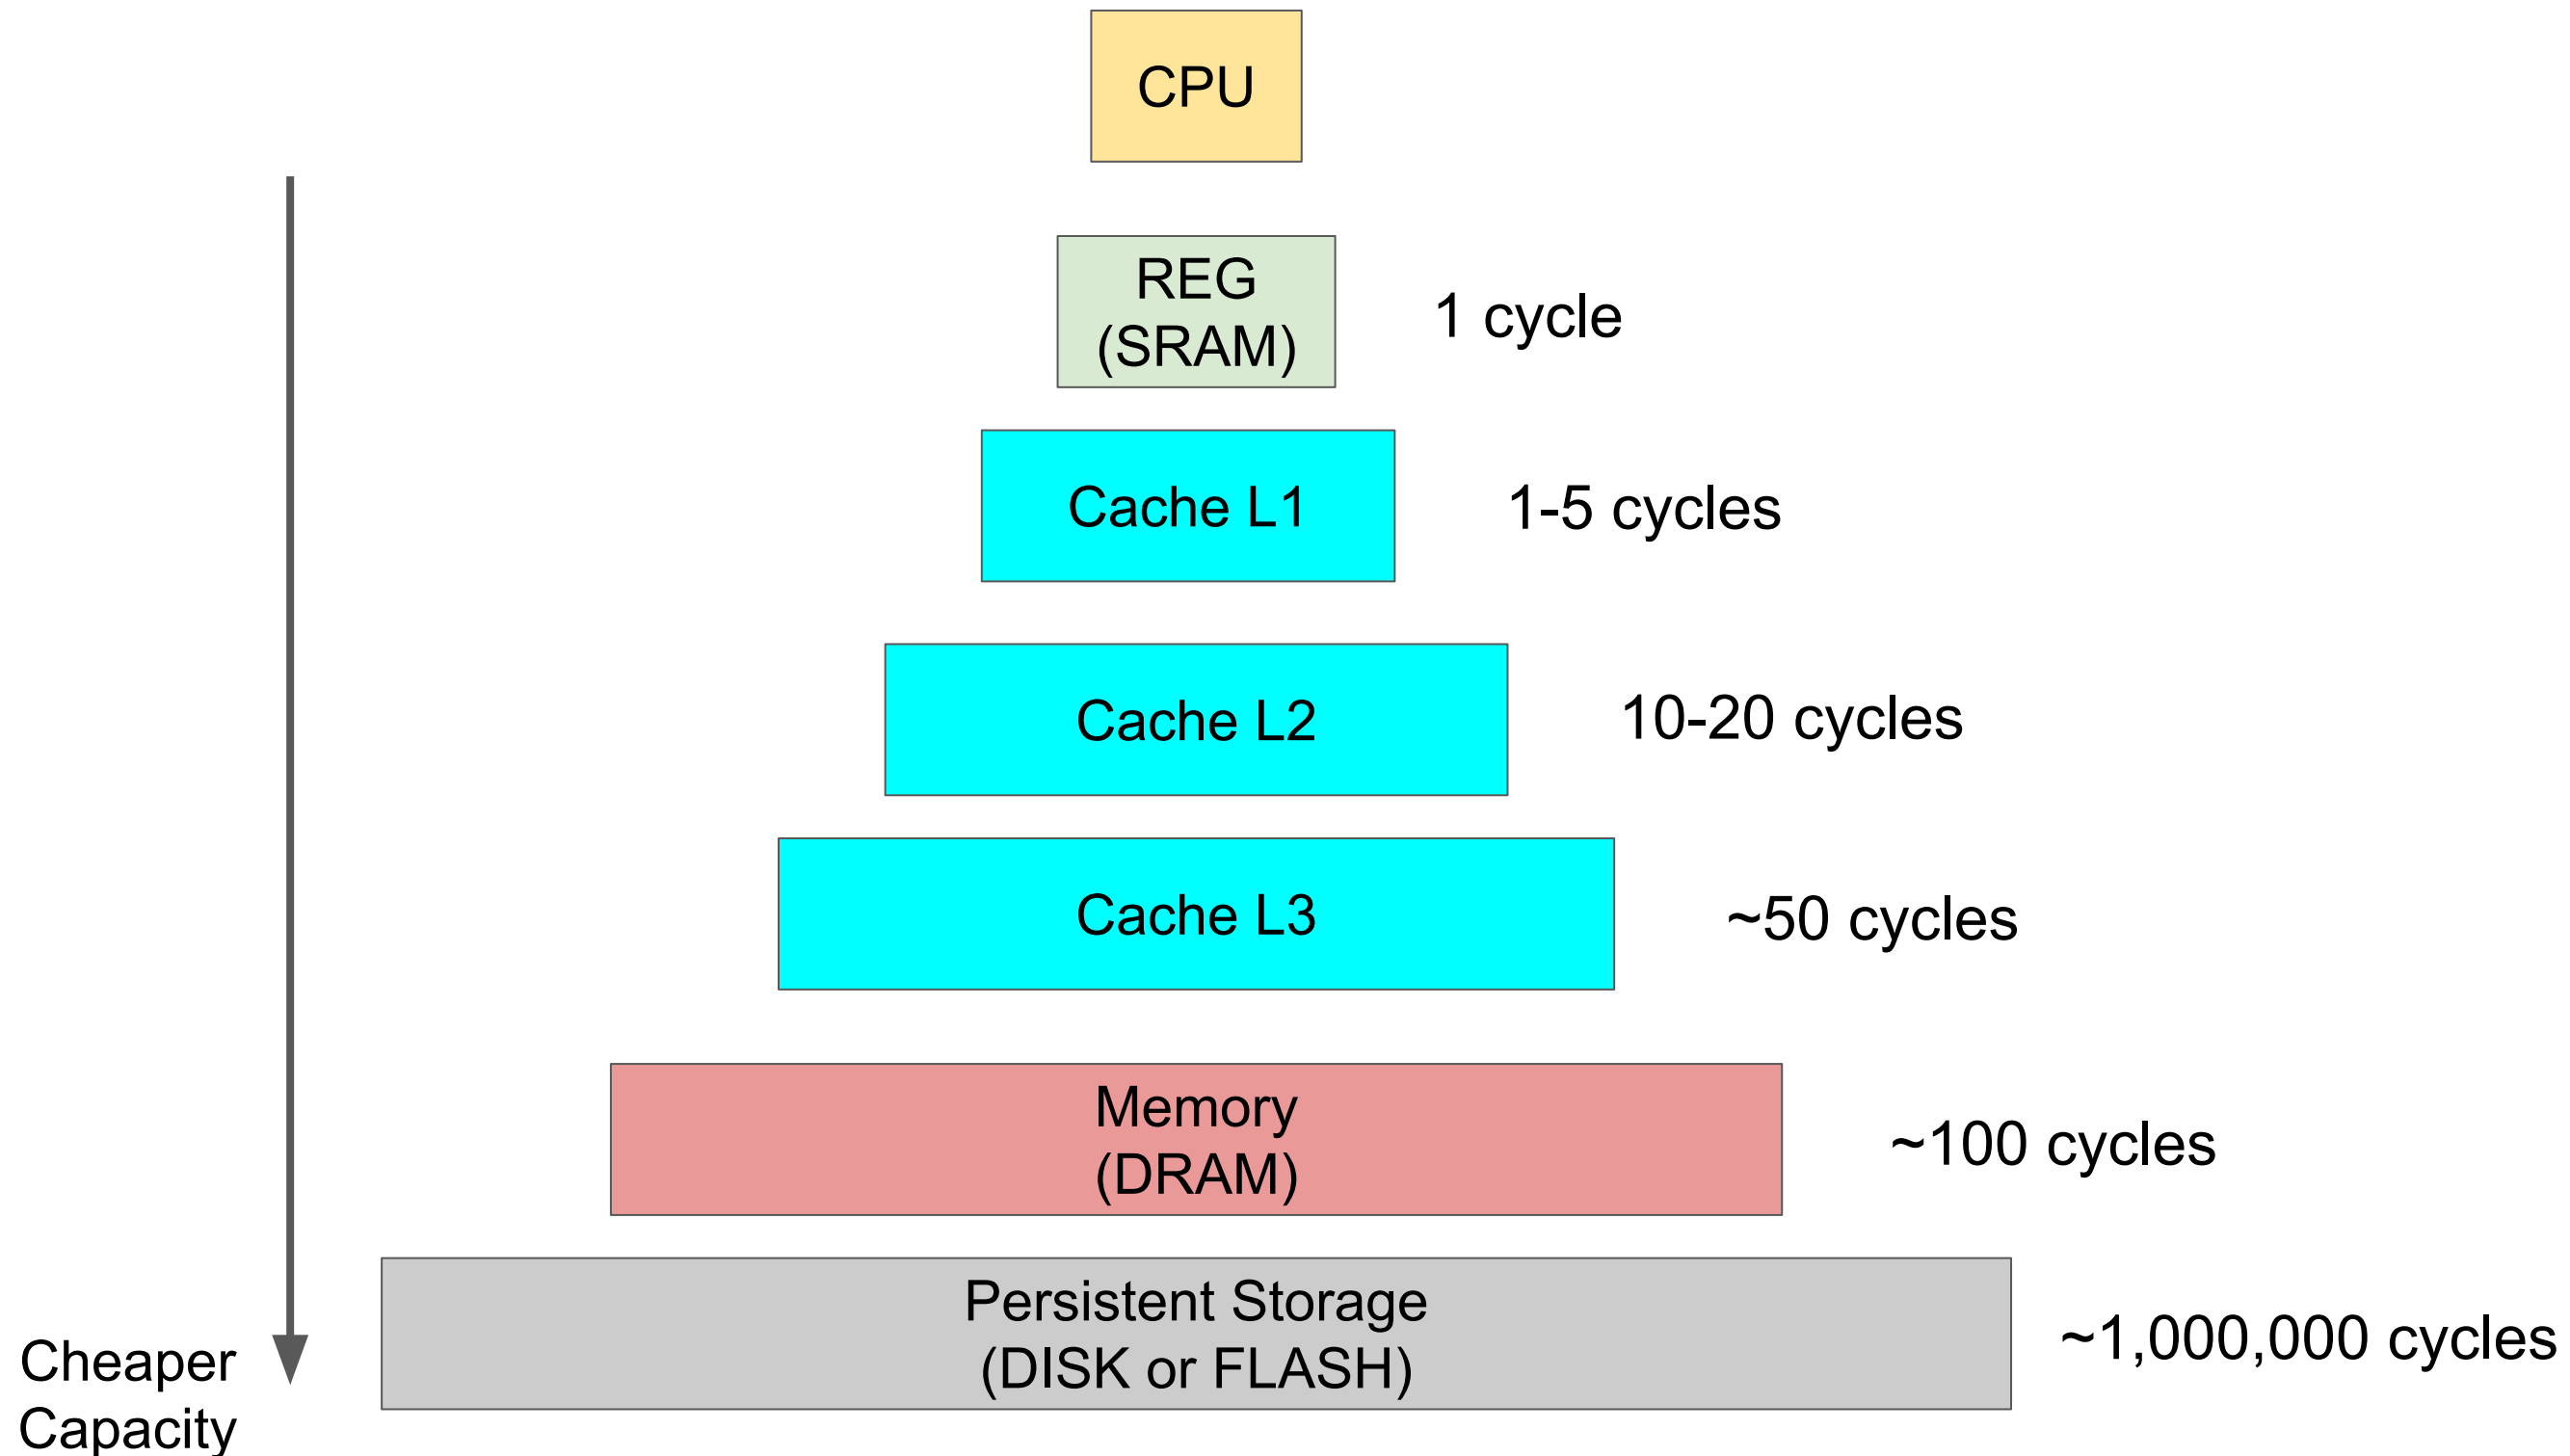 CPU
REG
(SRAM)
1 cycle
Cache L1
1-5 cycles
Cache L2
10-20 cycles
Cache L3
~50 cycles
Memory
(DRAM)
~100 cycles
Persistent Storage
(DISK or FLASH)
~1,000,000 cycles
Cheaper
Capacity